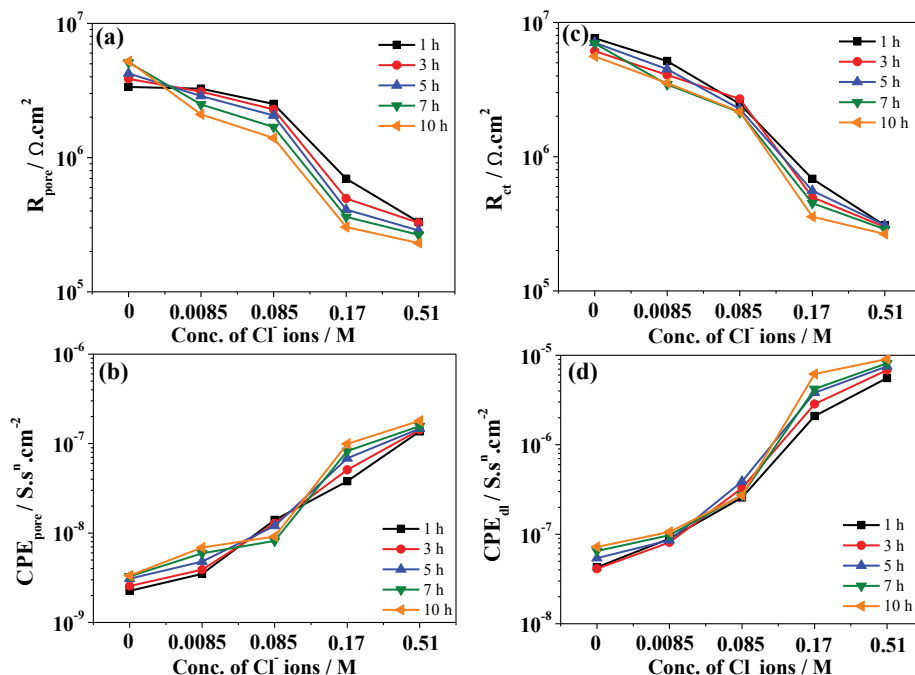 (a)
10⁷
10⁶
10⁵
R_pore / Ω.cm²
1 h
3 h
5 h
7 h
10 h
0 0.0085 0.085 0.17 0.51
Conc. of Cl⁻ ions / M
(c)
10⁷
10⁶
10⁵
R_ct / Ω.cm²
1 h
3 h
5 h
7 h
10 h
0 0.0085 0.085 0.17 0.51
Conc. of Cl⁻ ions / M
(b)
10⁻⁶
10⁻⁷
10⁻⁸
10⁻⁹
CPE_pore / S.sⁿ.cm⁻²
1 h
3 h
5 h
7 h
10 h
0 0.0085 0.085 0.17 0.51
Conc. of Cl⁻ ions / M
(d)
10⁻⁵
10⁻⁶
10⁻⁷
10⁻⁸
CPE_dl / S.sⁿ.cm⁻²
1 h
3 h
5 h
7 h
10 h
0 0.0085 0.085 0.17 0.51
Conc. of Cl ions / M